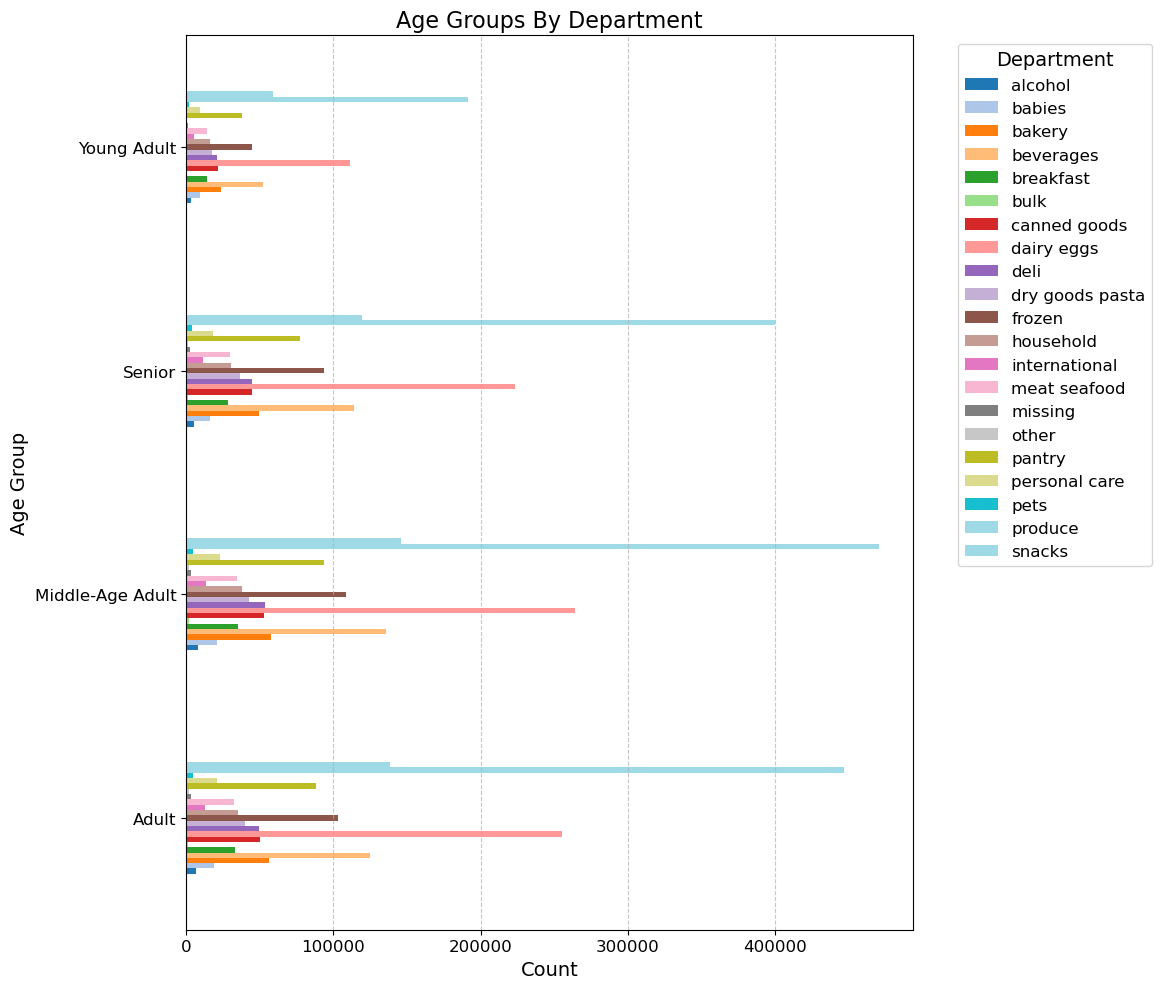 Age Groups By Department
Age Group
Young Adult
Senior
Middle-Age Adult
Adult
0
100000
200000
300000
400000
Count
Department
alcohol
babies
bakery
beverages
breakfast
bulk
canned goods
dairy eggs
deli
dry goods pasta
frozen
household
international
meat seafood
missing
other
pantry
personal care
pets
produce
snacks